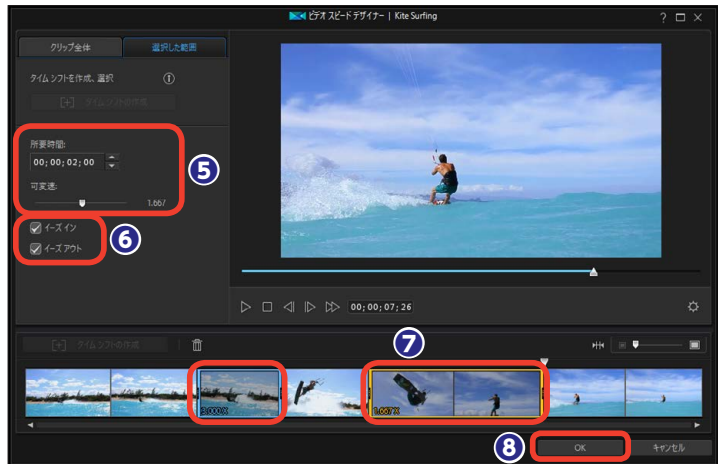 ビデオ スピード デザイナー | Kite Surfing
クリップ全体
選択した範囲
タイム シフトを作成、選択
[+] タイムシフトの作成
所要時間:
00;00;02;00
5
可変速:
1.667
6
イーズ イン
イーズ アウト
00;00;07;26
[+] タイムシフトの作成
7
3.000 X
1.667 X
8
OK
キャンセル